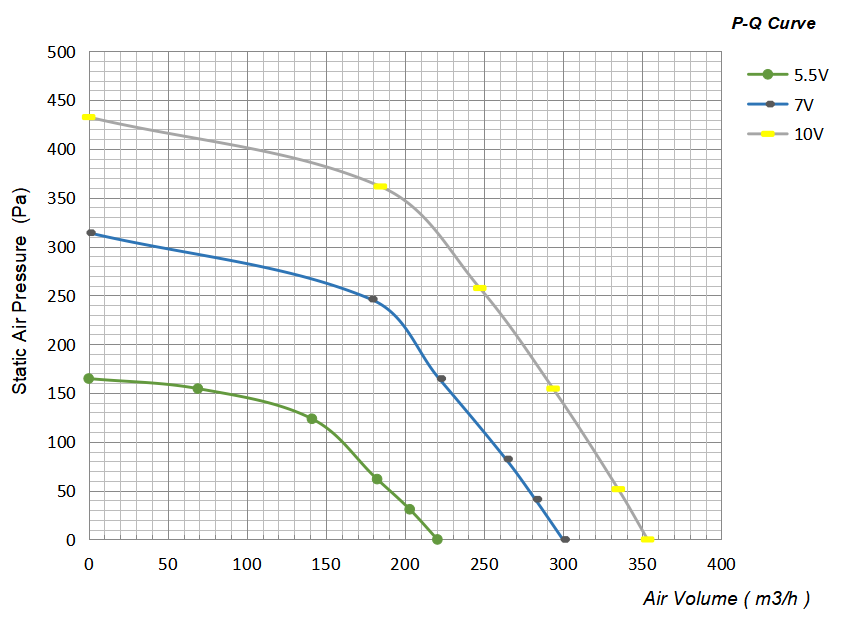 P-Q Curve
5.5V
7V
10V
Static Air Pressure (Pa)
500
450
400
350
300
250
200
150
100
50
0
0 50 100 150 200 250 300 350 400
Air Volume ( m3/h )